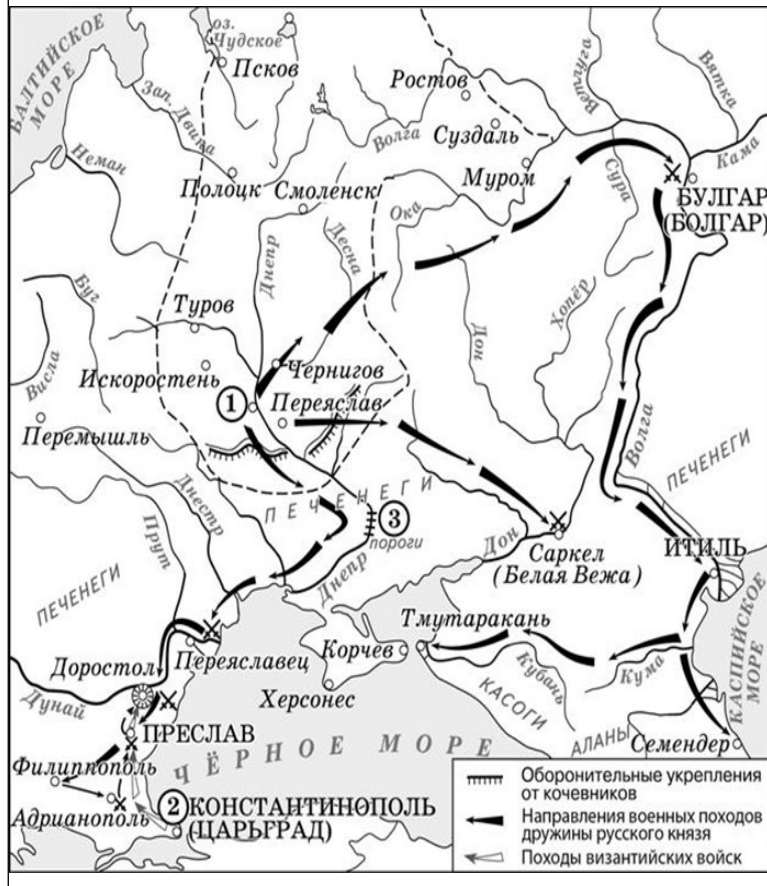 оз.
Чудское
Псков
БАЛТИЙСКОЕ
МОРЕ
Зап. Двина
Ростов
Ветлуга
Вятка
Суздаль
Волга
Кама
Неман
Полоцк
Смоленск
Муром
Сура
БУЛГАР
(БОЛГАР)
Ока
Днепр
Десна
Буг
Туров
Дон
Хопёр
Висла
Искоростень
Чернигов
1
Переяслав
Волга
Перемышль
ПЕЧЕНЕГИ
Днестр
ПЕЧЕНЕГИ
3
пороги
Прут
Дон
Саркел
(Белая Вежа)
ИТИЛЬ
ПЕЧЕНЕГИ
Днепр
Тмутаракань
КАСПИЙСКОЕ
МОРЕ
Переяславец
Корчев
Доростол
Кубань
Кума
Дунай
Херсонес
КАСОГИ
ПРЕСЛАВ
АЛАНЫ
Семендер
ЧЁРНОЕ МОРЕ
Филиппополь
2
КОНСТАНТИНОПОЛЬ
(ЦАРЬГРАД)
Адрианополь
Оборонительные укрепления
от кочевников
Направления военных походов
дружины русского князя
Походы византийских войск